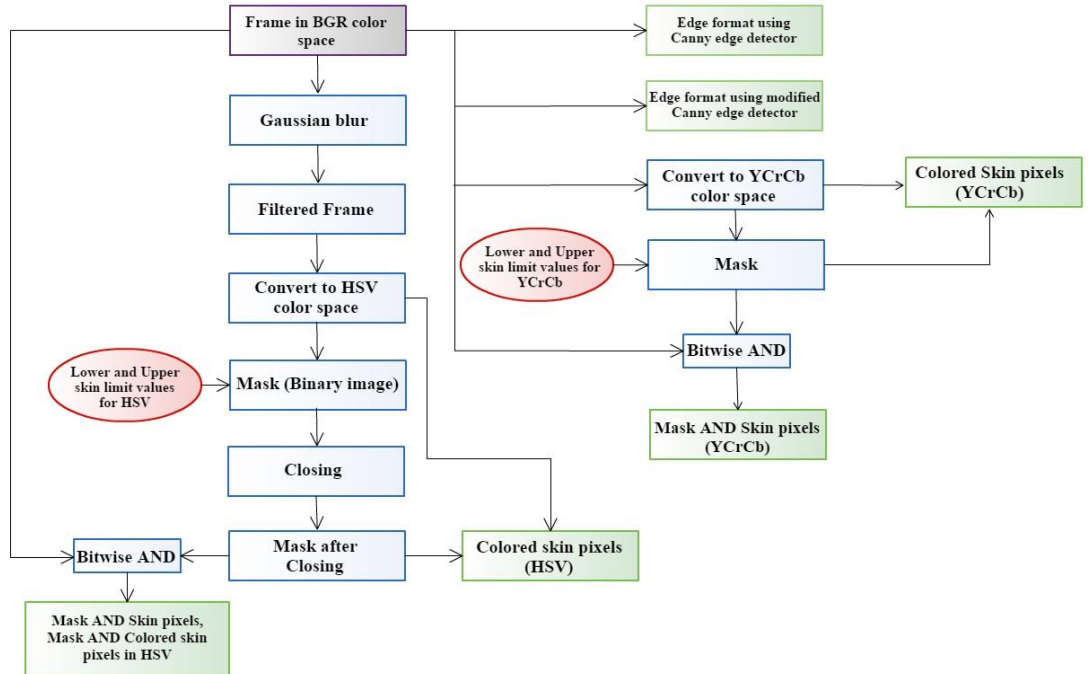 Frame in BGR color
space
Edge format using
Canny edge detector
Gaussian blur
Edge format using modified
Canny edge detector
Filtered Frame
Convert to YCrCb
color space
Colored Skin pixels
(YCrCb)
Lower and Upper
skin limit values for
YCrCb
Mask
Convert to HSV
color space
Bitwise AND
Lower and Upper
skin limit values
for HSV
Mask (Binary image)
Mask AND Skin pixels
(YCrCb)
Closing
Bitwise AND
Mask after
Closing
Colored skin pixels
(HSV)
Mask AND Skin pixels,
Mask AND Colored skin
pixels in HSV